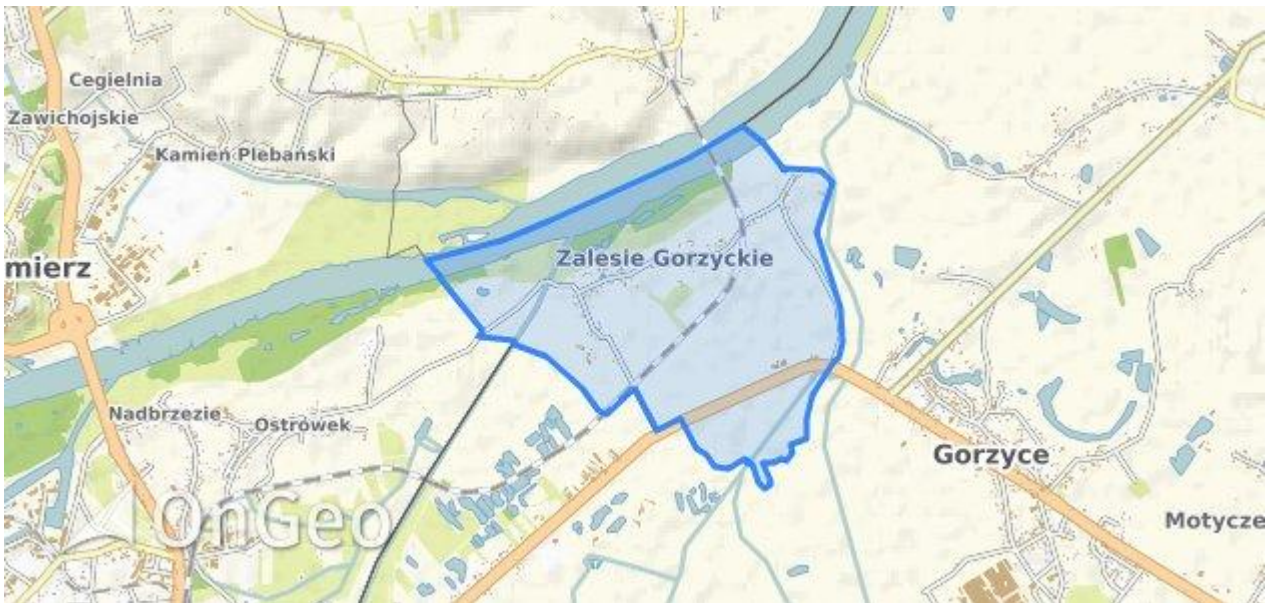 Cegielnia
Zawichojskie
Kamień Plebański
mierz
Zalesie Gorzyckie
Nadbrzezie
Ostrówek
Gorzyce
OnGeo
Motycze